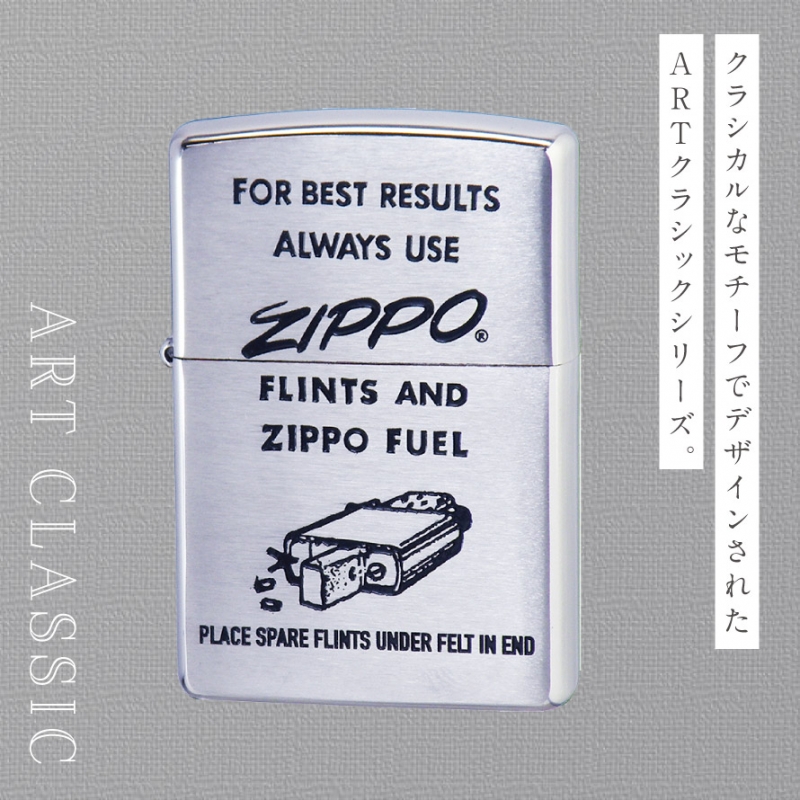 クラシカルなモチーフでデザインされた
ARTクラシックシリーズ。
FOR BEST RESULTS
ALWAYS USE
ZIPPO®
FLINTS AND
ZIPPO FUEL
PLACE SPARE FLINTS UNDER FELT IN END
ART CLASSIC